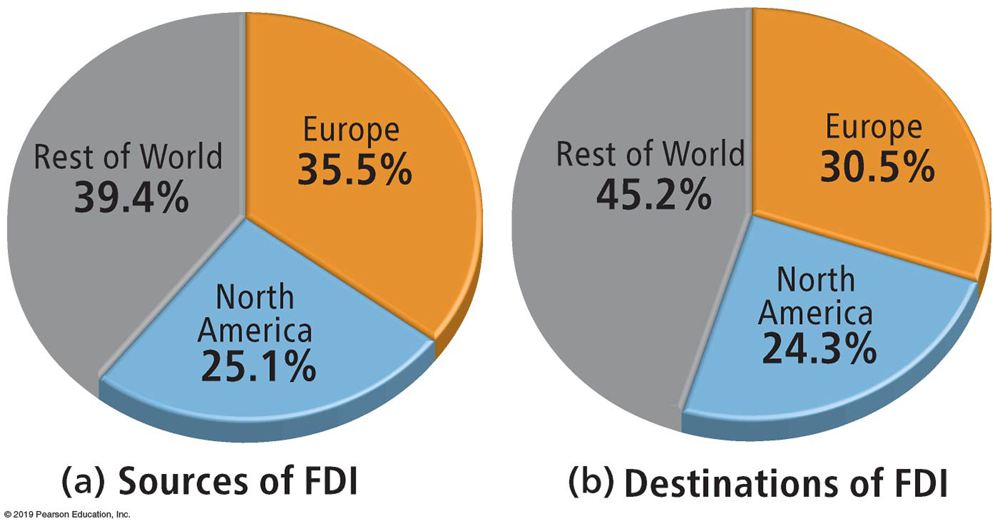 Europe
35.5%
Rest of World
39.4%
North
America
25.1%
(a) Sources of FDI
Europe
30.5%
Rest of World
45.2%
North
America
24.3%
(b) Destinations of FDI
© 2019 Pearson Education, Inc.